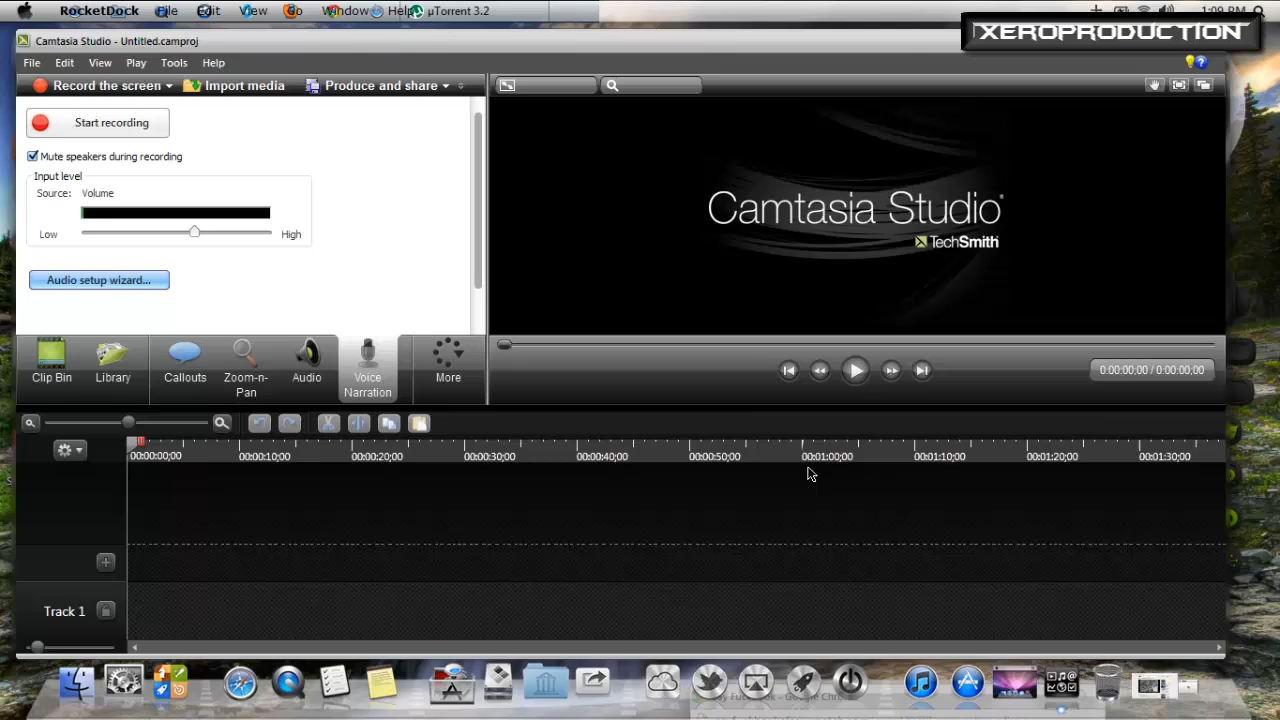 RocketDock File Edit View Go Window Help µTorrent 3.2 1:09 PM
XEROPRODUCTION
Camtasia Studio - Untitled.camproj
File Edit View Play Tools Help
Record the screen Import media Produce and share
Start recording
Mute speakers during recording
Input level
Source: Volume
Low High
Audio setup wizard...
Camtasia Studio
TechSmith
Clip Bin Library Callouts Zoom-n-Pan Audio Voice Narration More
0:00:00;00 / 0:00:00;00
00:00:00;00 00:00:10;00 00:00:20;00 00:00:30;00 00:00:40;00 00:00:50;00 00:01:00;00 00:01:10;00 00:01:20;00 00:01:30;00
Track 1